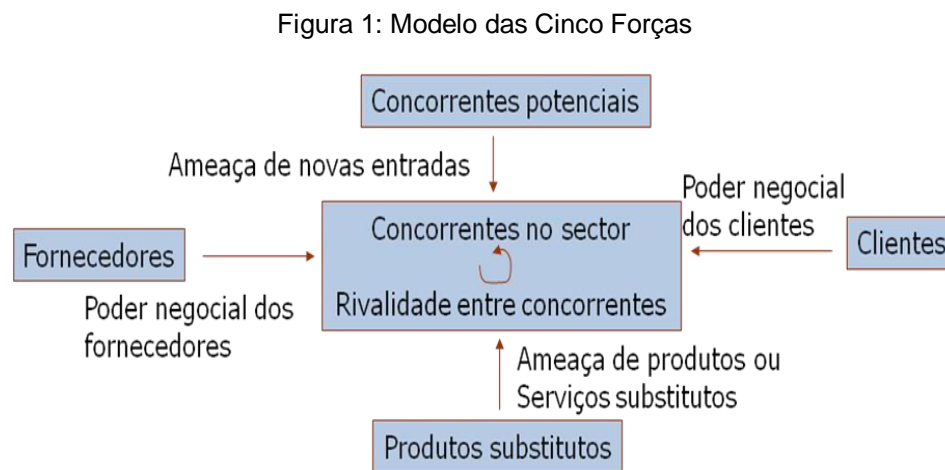 Figura 1: Modelo das Cinco Forças
Concorrentes potenciais
Ameaça de novas entradas
Poder negocial
dos clientes
Concorrentes no sector
Rivalidade entre concorrentes
Fornecedores
Clientes
Poder negocial dos
fornecedores
Ameaça de produtos ou
Serviços substitutos
Produtos substitutos